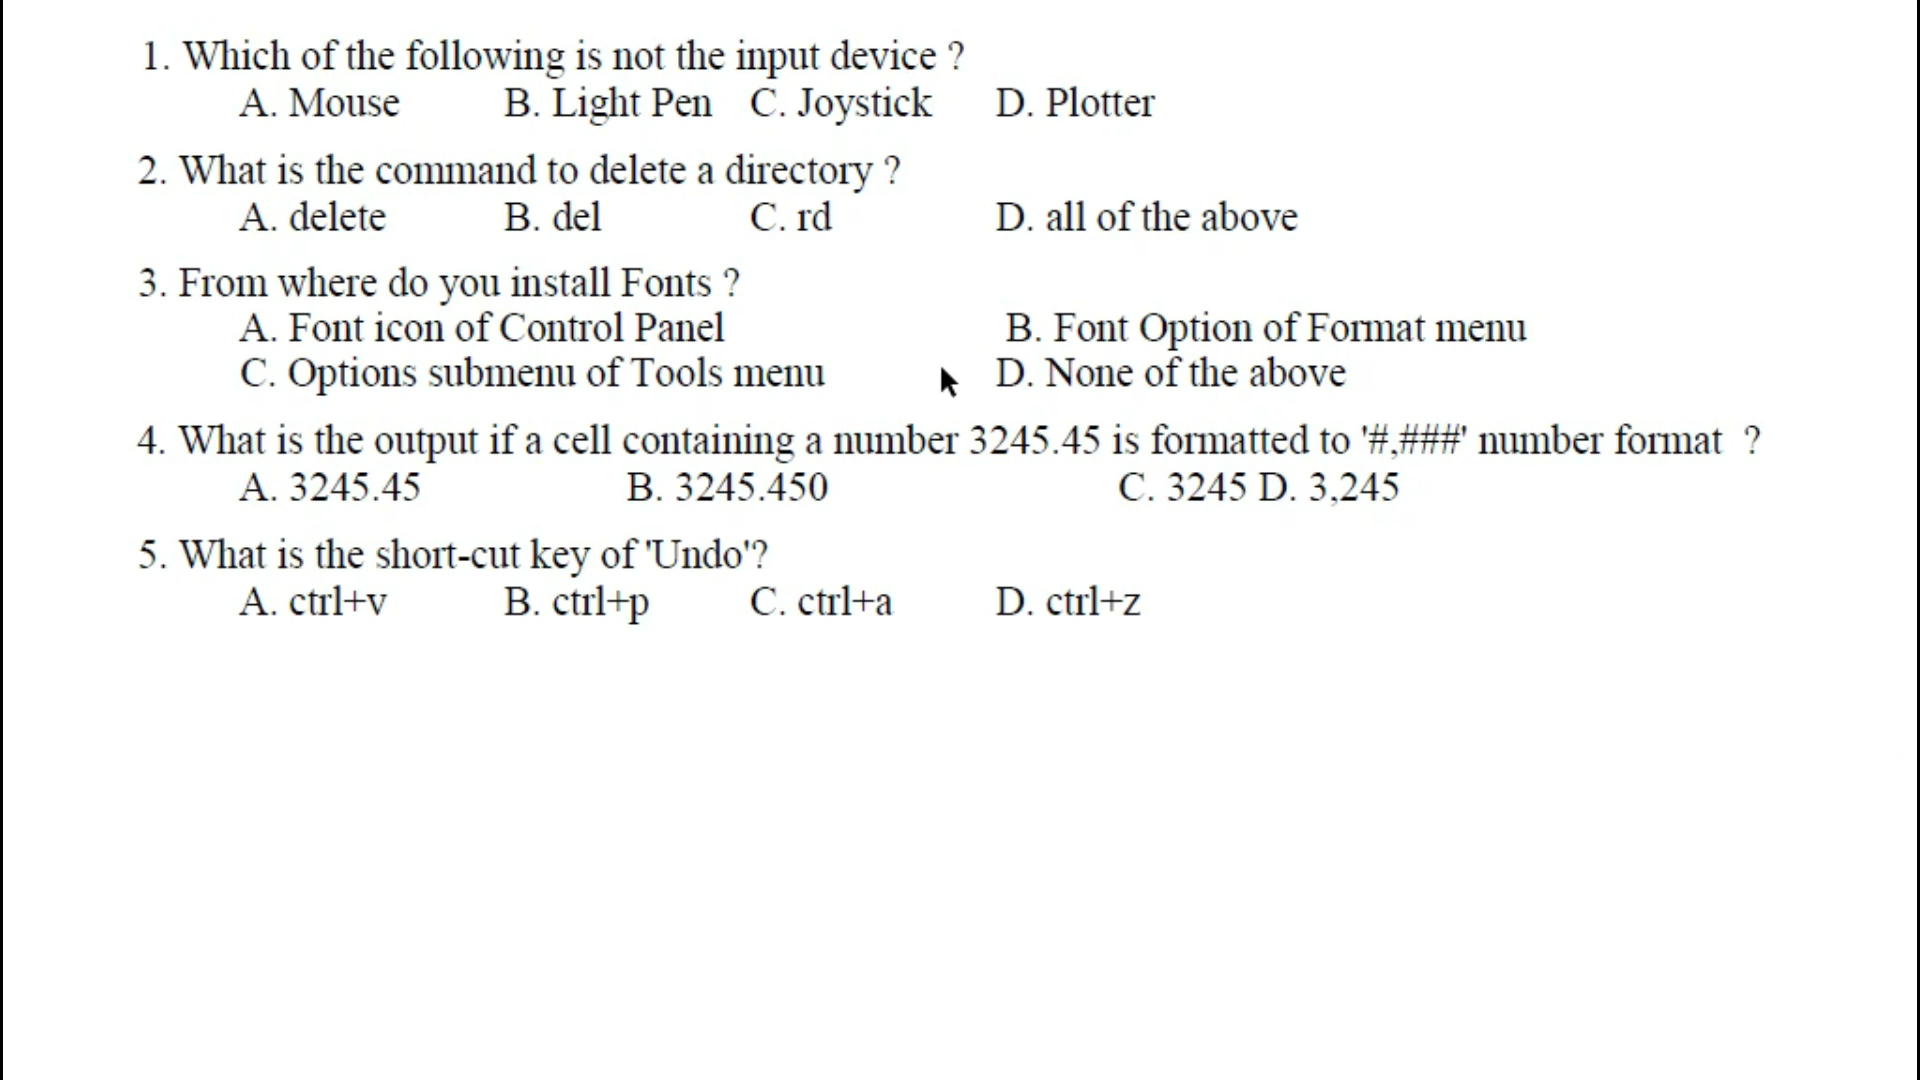 1. Which of the following is not the input device ?
A. Mouse B. Light Pen C. Joystick D. Plotter
2. What is the command to delete a directory ?
A. delete B. del C. rd D. all of the above
3. From where do you install Fonts ?
A. Font icon of Control Panel B. Font Option of Format menu
C. Options submenu of Tools menu D. None of the above
4. What is the output if a cell containing a number 3245.45 is formatted to '#,###' number format ?
A. 3245.45 B. 3245.450 C. 3245 D. 3,245
5. What is the short-cut key of 'Undo'?
A. ctrl+v B. ctrl+p C. ctrl+a D. ctrl+z